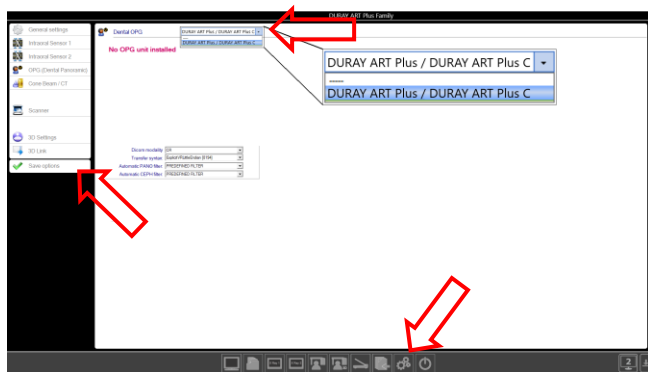 DURAY ART Plus Family
General settings
Intraoral Sensor 1
Intraoral Sensor 2
OPG (Dental Panoramic)
Cone Beam / CT
Scanner
3D Settings
3D Link
Save options
Dental OPG
DURAY ART Plus / DURAY ART Plus C
----
DURAY ART Plus / DURAY ART Plus C
No OPG unit installed
DURAY ART Plus / DURAY ART Plus C
-----
DURAY ART Plus / DURAY ART Plus C
Dicom modality
Transfer syntax
Automatic PANO filter PREDEFINED FILTER
Automatic CEPH filter PREDEFINED FILTER
2